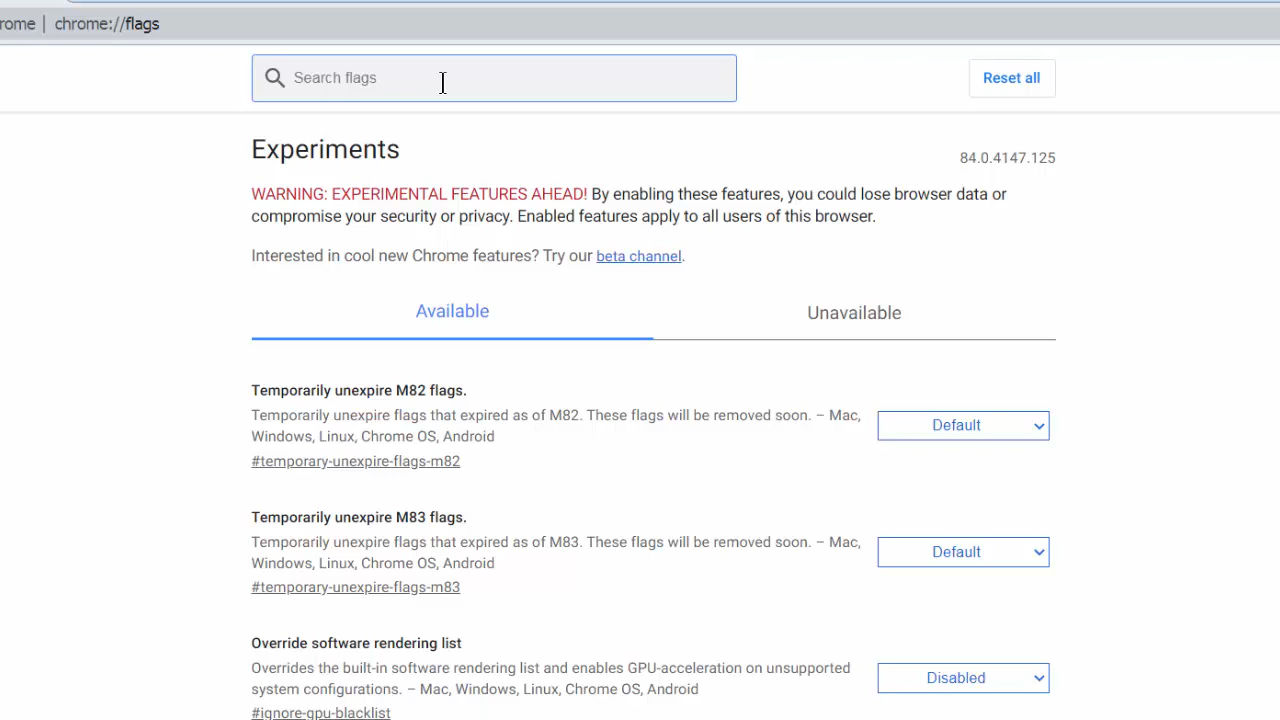 rome | chrome://flags
Search flags
Reset all
Experiments
84.0.4147.125
WARNING: EXPERIMENTAL FEATURES AHEAD! By enabling these features, you could lose browser data or
compromise your security or privacy. Enabled features apply to all users of this browser.
Interested in cool new Chrome features? Try our beta channel.
Available
Unavailable
Temporarily unexpire M82 flags.
Temporarily unexpire flags that expired as of M82. These flags will be removed soon. – Mac,
Windows, Linux, Chrome OS, Android
#temporary-unexpire-flags-m82
Default
Temporarily unexpire M83 flags.
Temporarily unexpire flags that expired as of M83. These flags will be removed soon. – Mac,
Windows, Linux, Chrome OS, Android
#temporary-unexpire-flags-m83
Default
Override software rendering list
Overrides the built-in software rendering list and enables GPU-acceleration on unsupported
system configurations. – Mac, Windows, Linux, Chrome OS, Android
#ignore-gpu-blacklist
Disabled